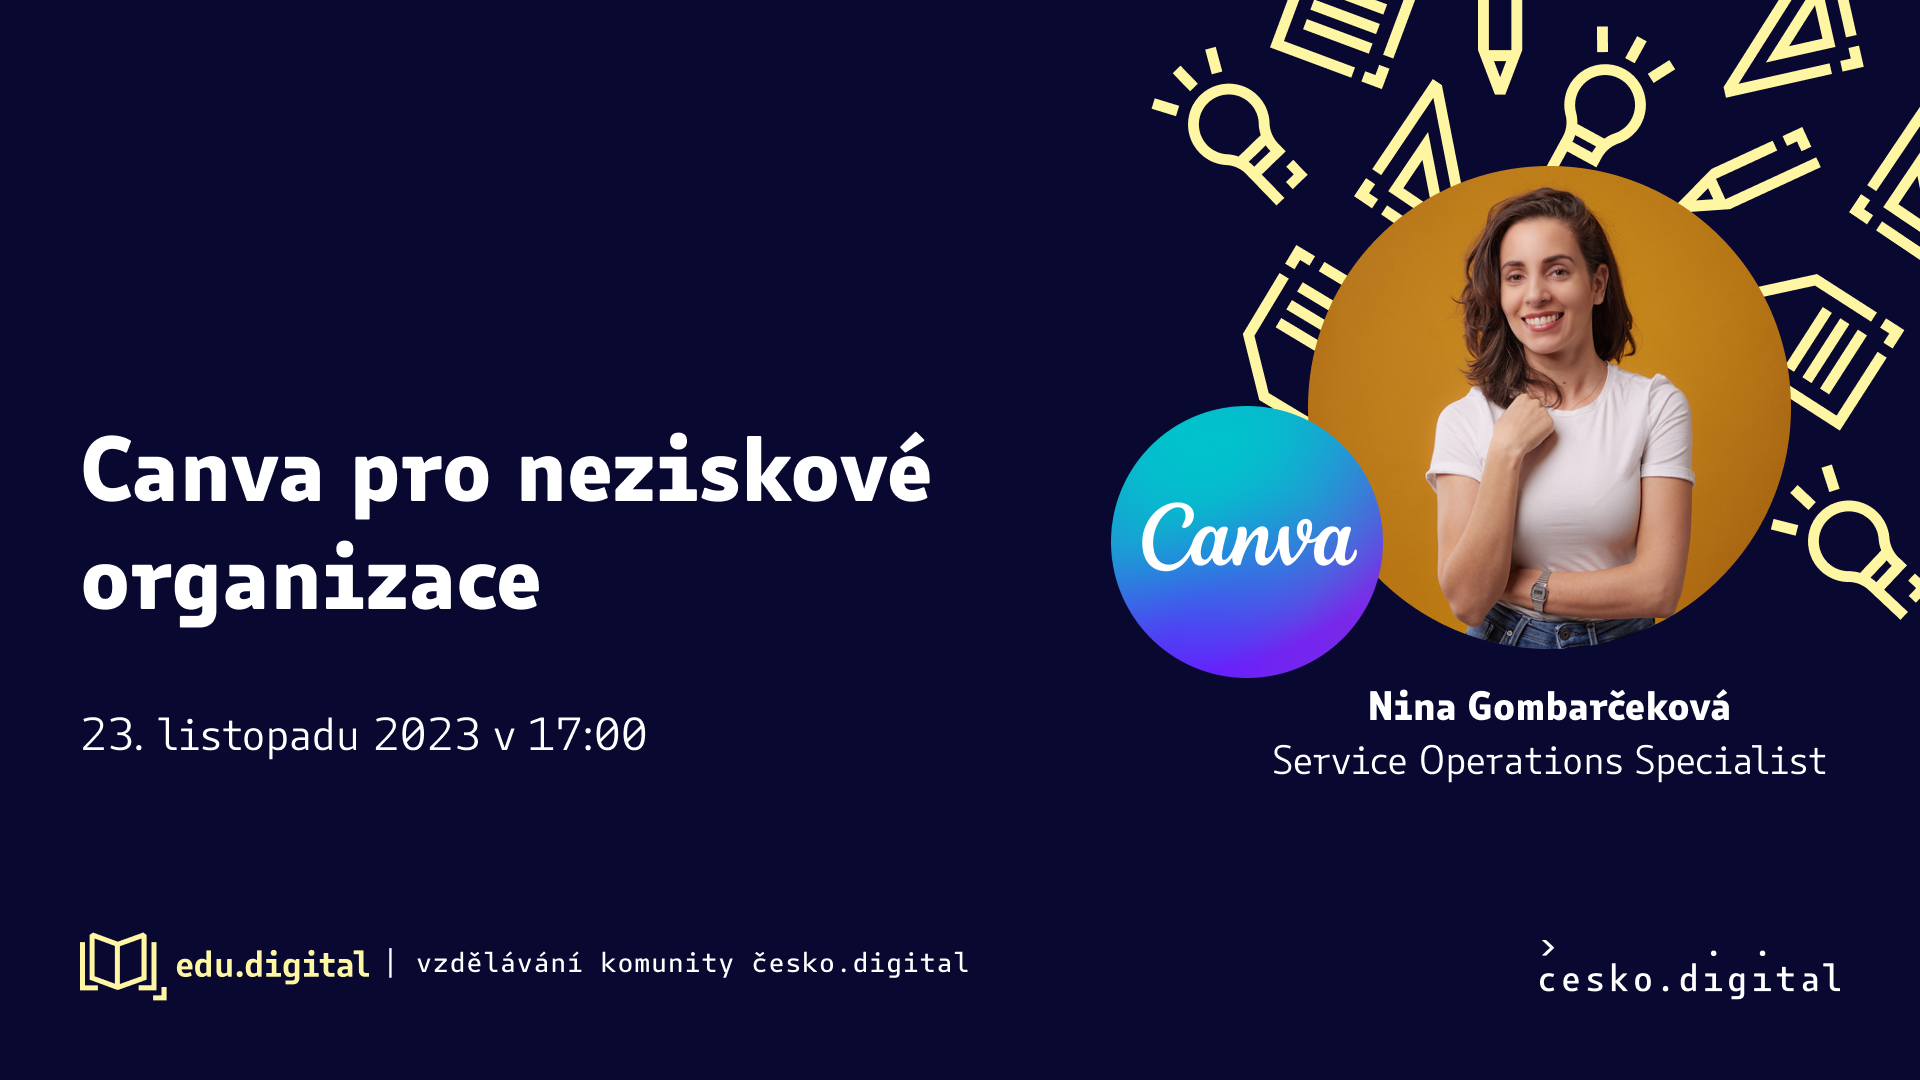 Canva pro neziskové
organizace
23. listopadu 2023 v 17:00
Canva
Nina Gombarčeková
Service Operations Specialist
edu.digital | vzdělávání komunity česko.digital
česko.digital